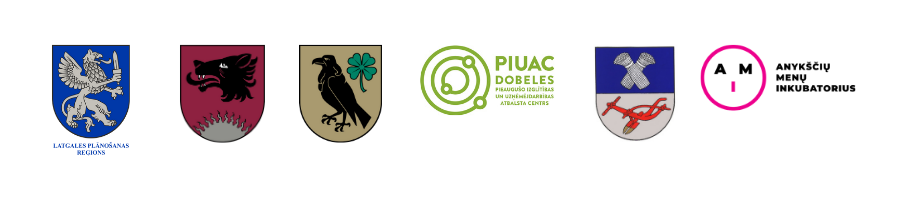 LATGALES PLĀNOŠANAS
REGIONS
PIUAC
DOBELES
PIEAUGUŠO IZGLĪTĪBAS
UN UZŅĒMĒJDARBĪBAS
ATBALSTA CENTRS
A M
I
ANYKŠČIŲ
MENŲ
INKUBATORIUS